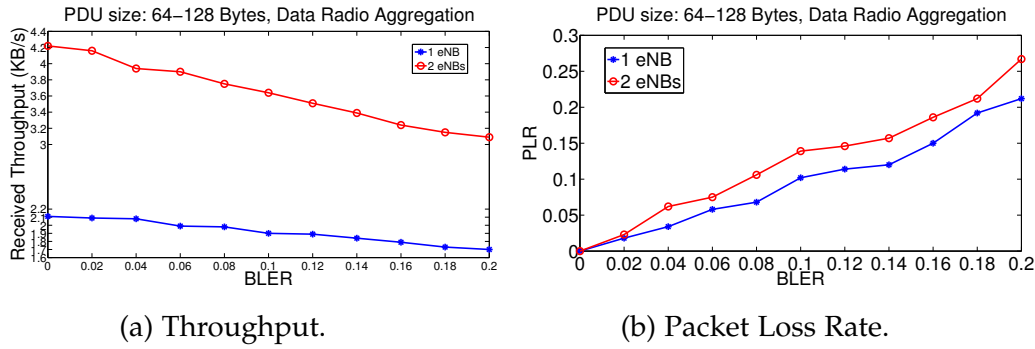 PDU size: 64-128 Bytes, Data Radio Aggregation
Received Throughput (KB/s)
4.4
4.2
4
3.8
3.6
3.4
3.2
3
2.2
2.1
2
1.9
1.8
1.7
1.6
1 eNB
2 eNBs
0 0.02 0.04 0.06 0.08 0.1 0.12 0.14 0.16 0.18 0.2
BLER
(a) Throughput.
PDU size: 64-128 Bytes, Data Radio Aggregation
PLR
0.3
0.25
0.2
0.15
0.1
0.05
0
1 eNB
2 eNBs
0 0.02 0.04 0.06 0.08 0.1 0.12 0.14 0.16 0.18 0.2
BLER
(b) Packet Loss Rate.